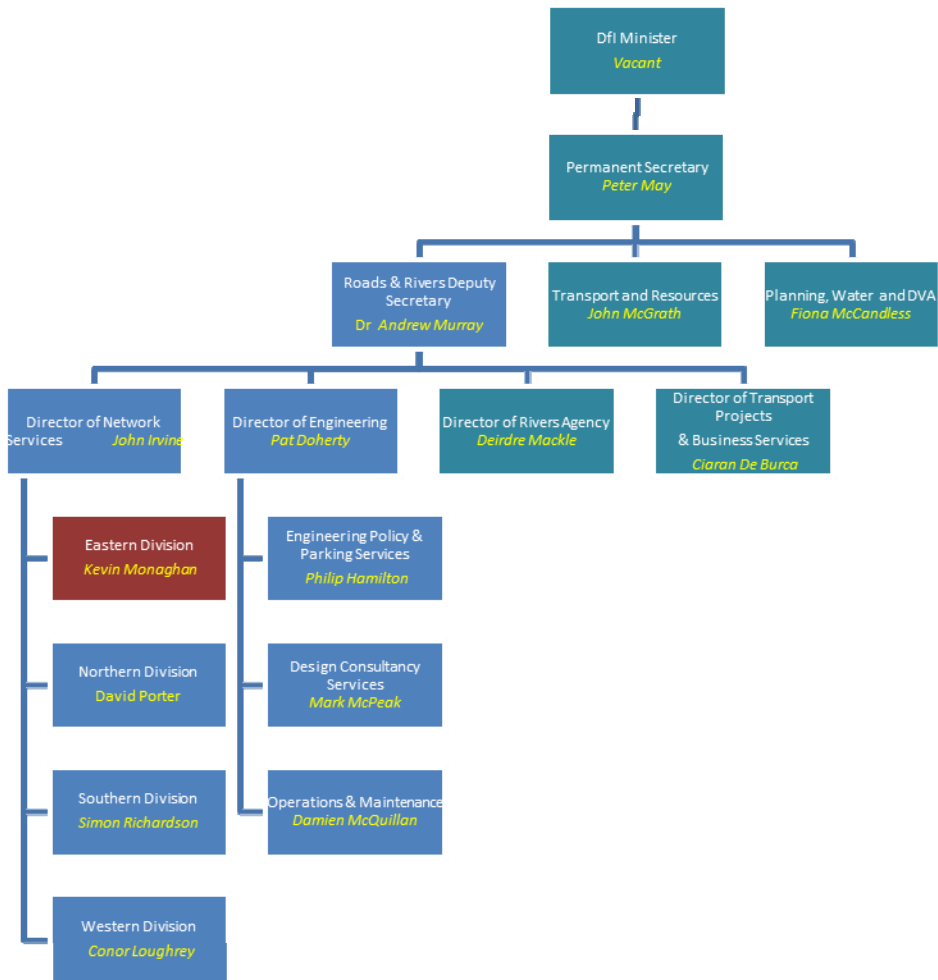 DfI Minister
Vacant
Permanent Secretary
Peter May
Roads & Rivers Deputy
Secretary
Dr Andrew Murray
Transport and Resources
John McGrath
Planning, Water and DVA
Fiona McCandless
Director of Network
Services John Irvine
Director of Engineering
Pat Doherty
Director of Rivers Agency
Deirdre Mackle
Director of Transport
Projects
& Business Services
Ciaran De Burca
Eastern Division
Kevin Monaghan
Northern Division
David Porter
Southern Division
Simon Richardson
Western Division
Conor Loughrey
Engineering Policy &
Parking Services
Philip Hamilton
Design Consultancy
Services
Mark McPeak
Operations & Maintenance
Damien McQuillan